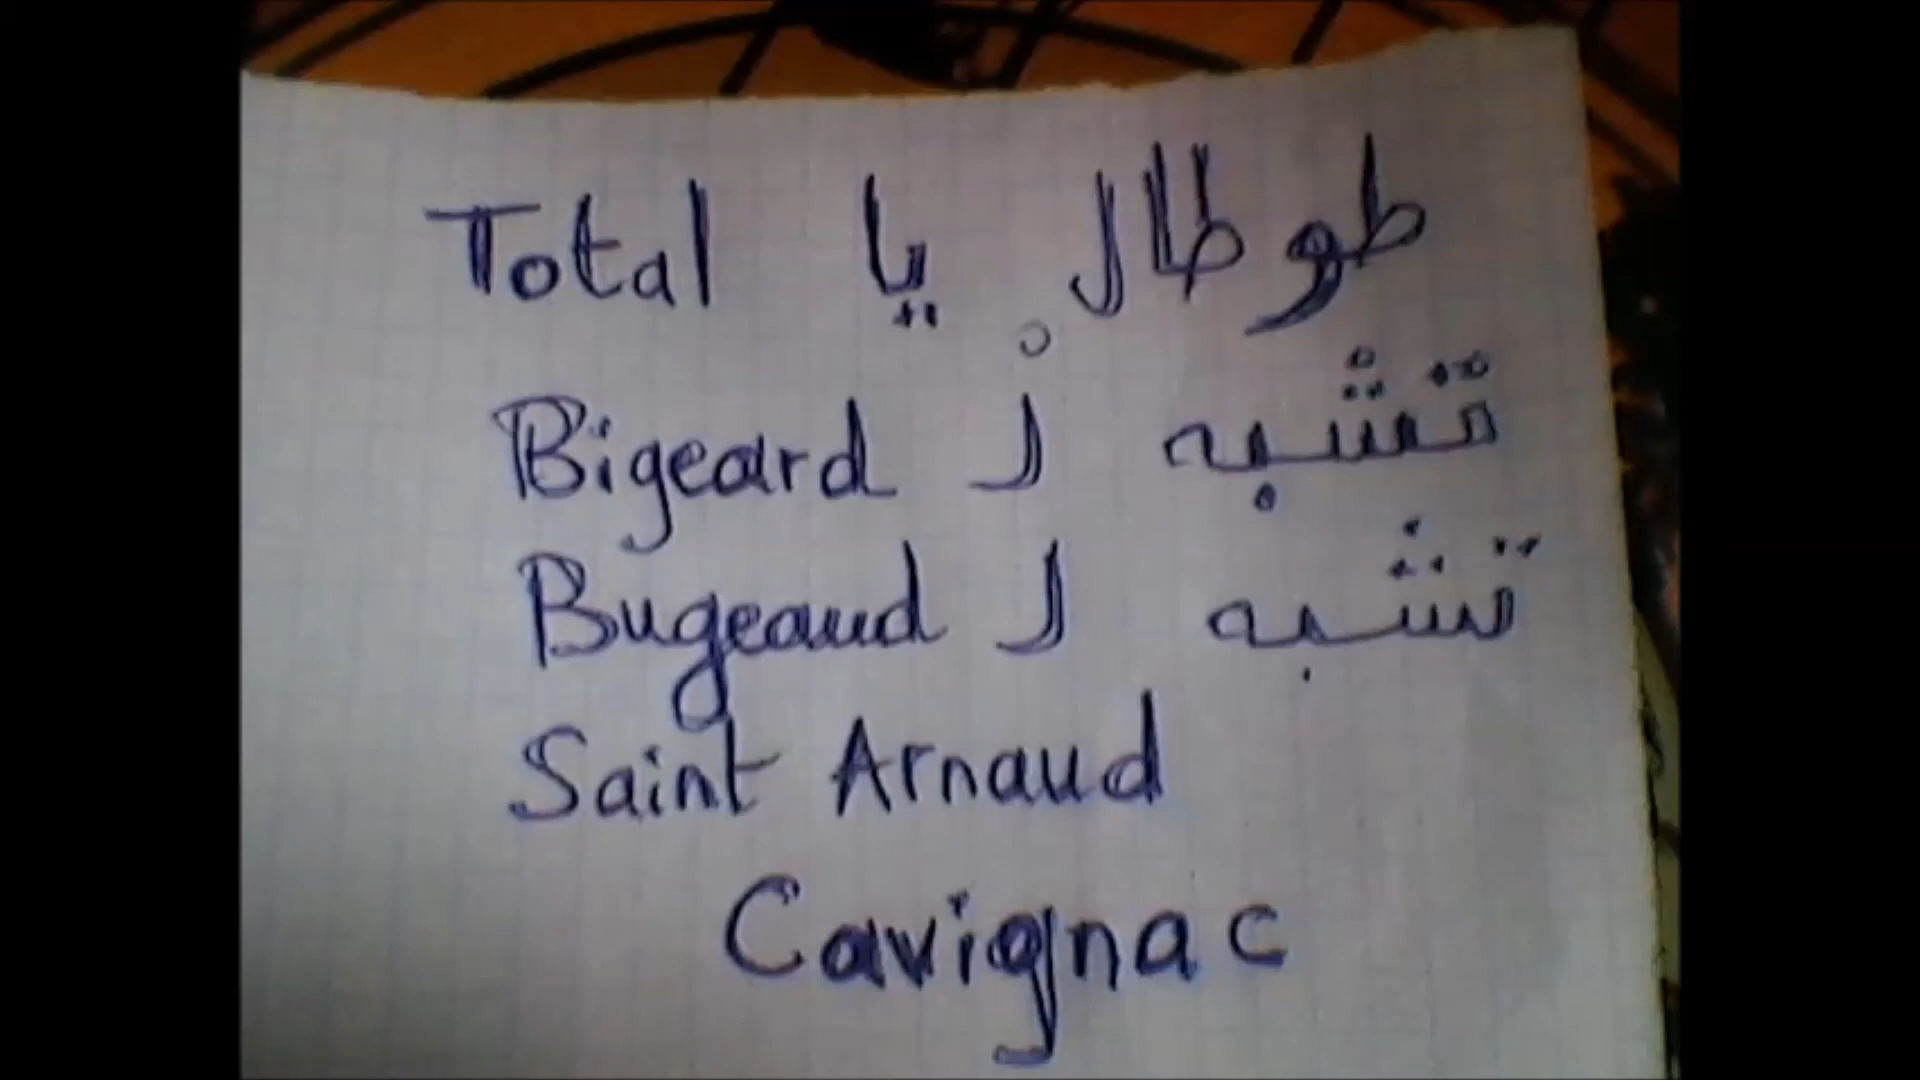 طوطال يا Total
تشبه لـ Bigeard
تشبه لـ Bugeaud
Saint Arnaud
Cavignac